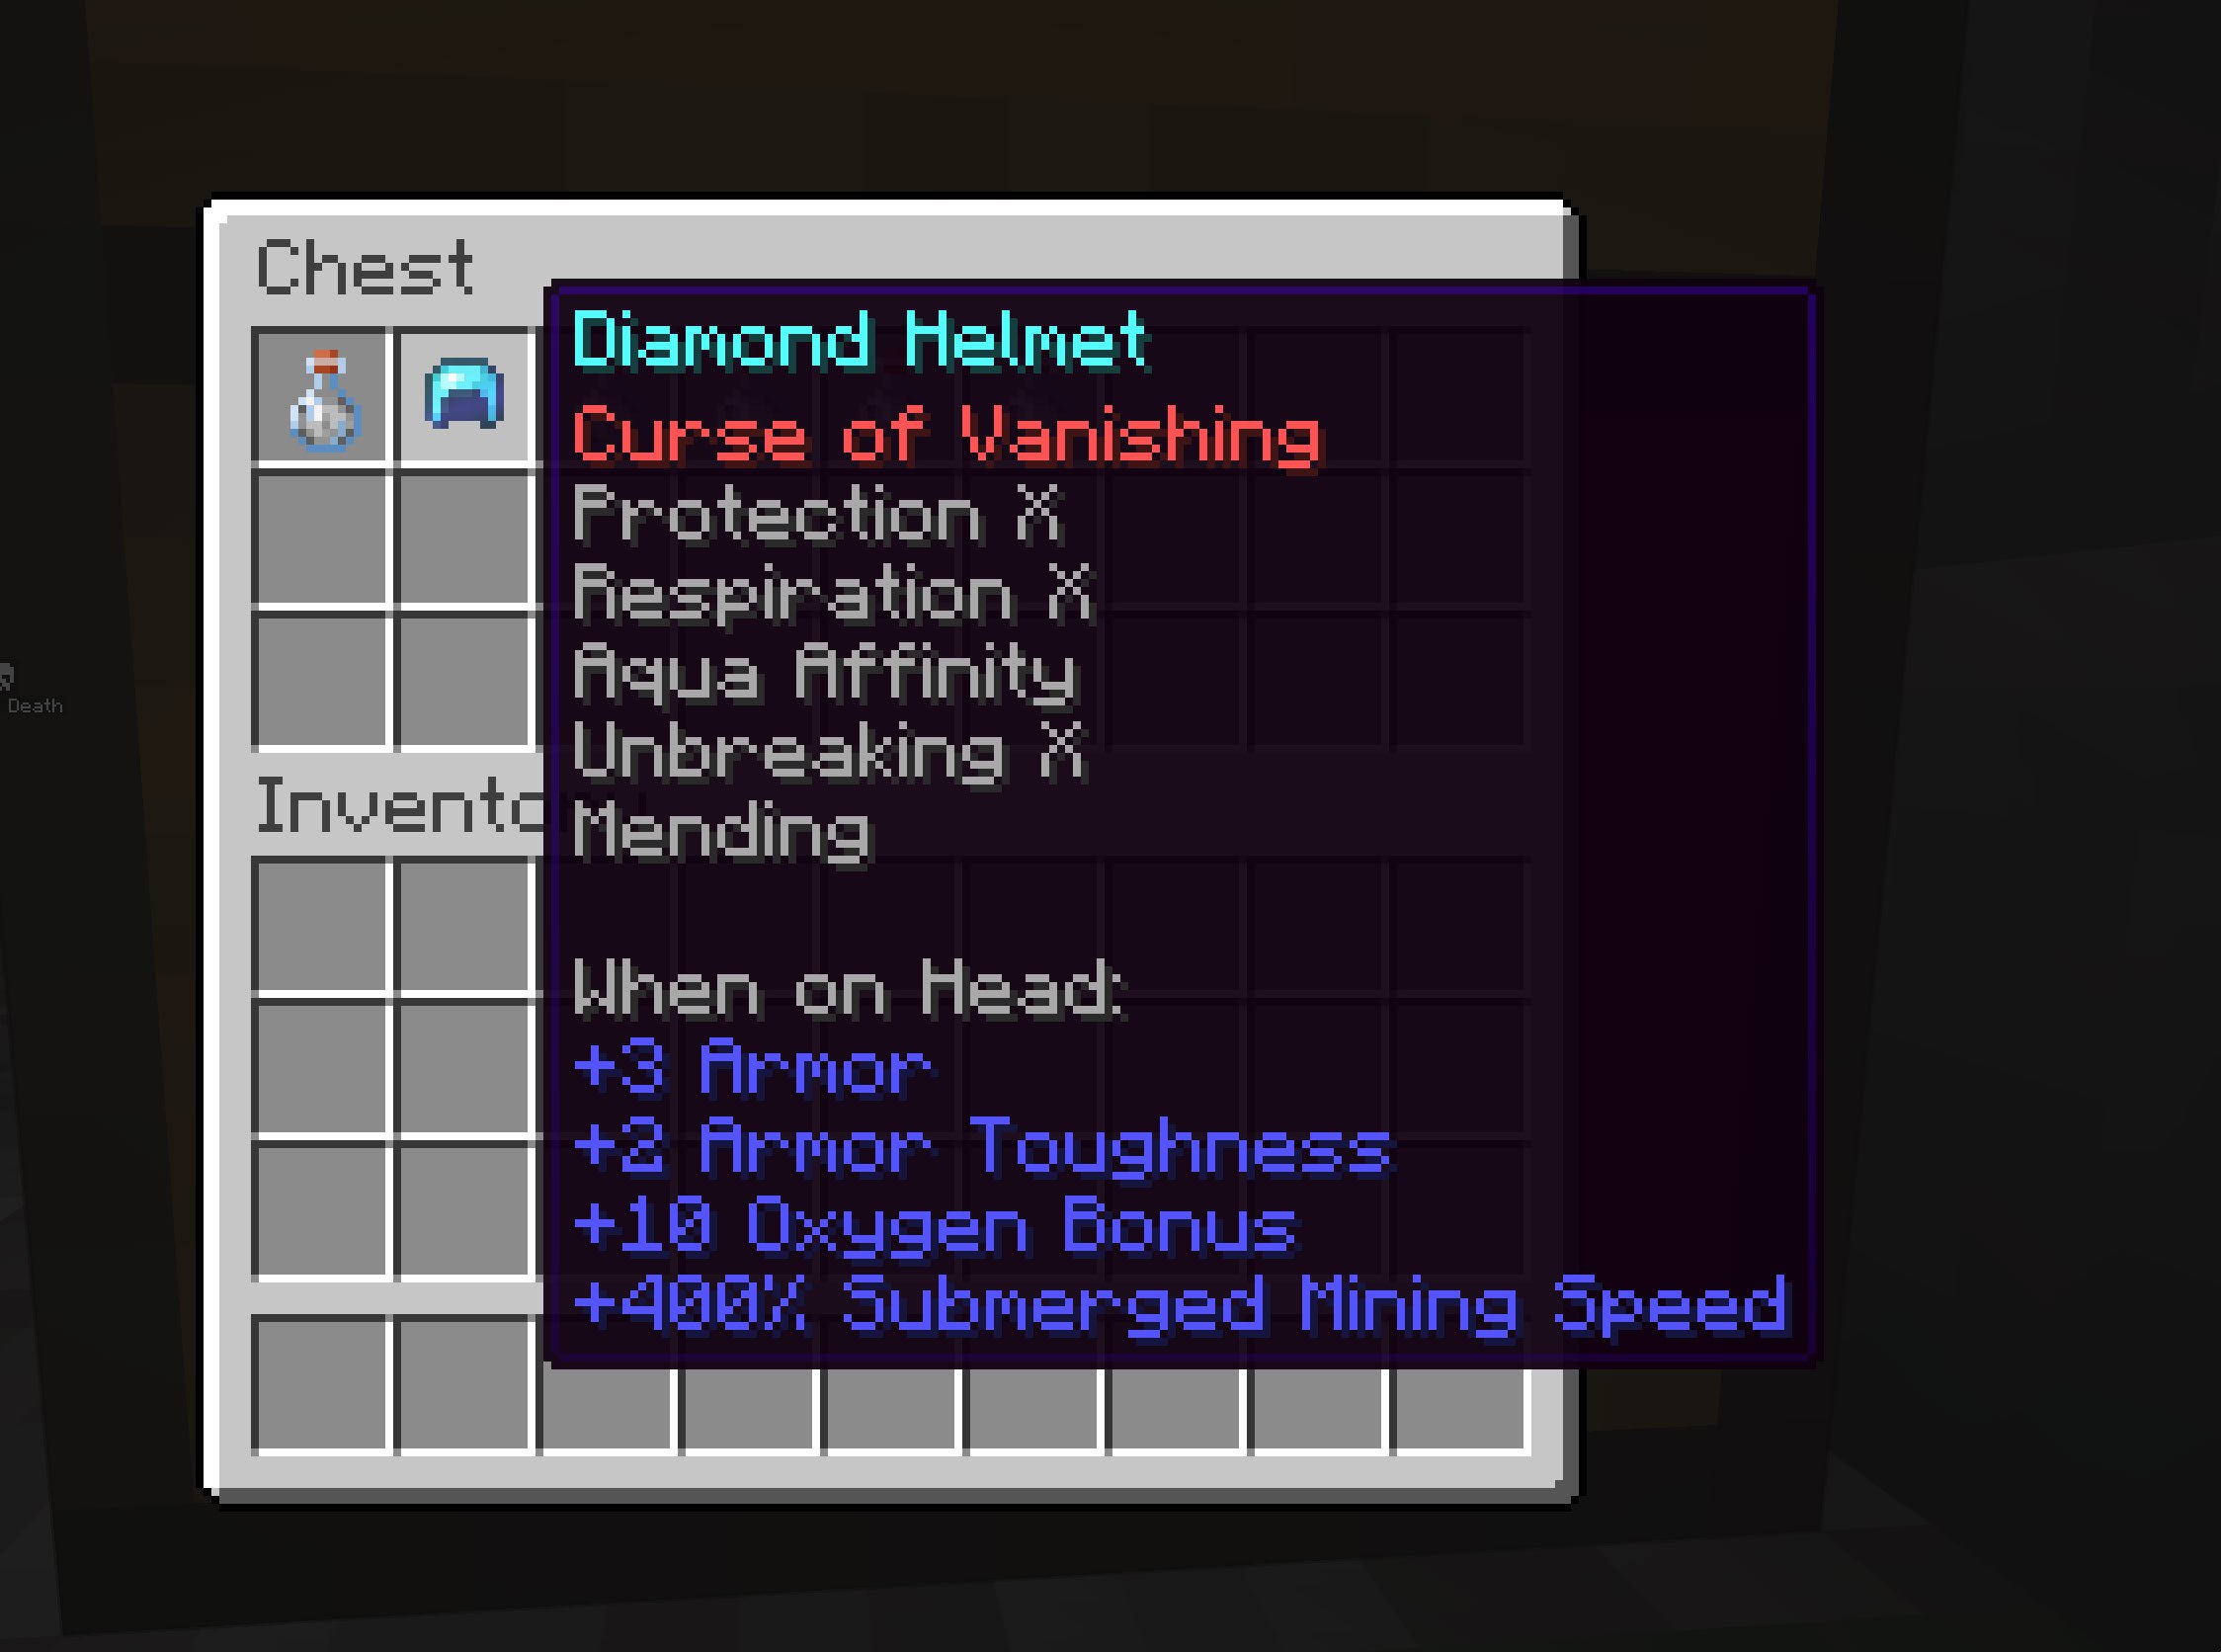 Chest
Diamond Helmet
Curse of Vanishing
Protection X
Respiration X
Aqua Affinity
Unbreaking X
Mending
When on Head:
+3 Armor
+2 Armor Toughness
+10 Oxygen Bonus
+400% Submerged Mining Speed
Death